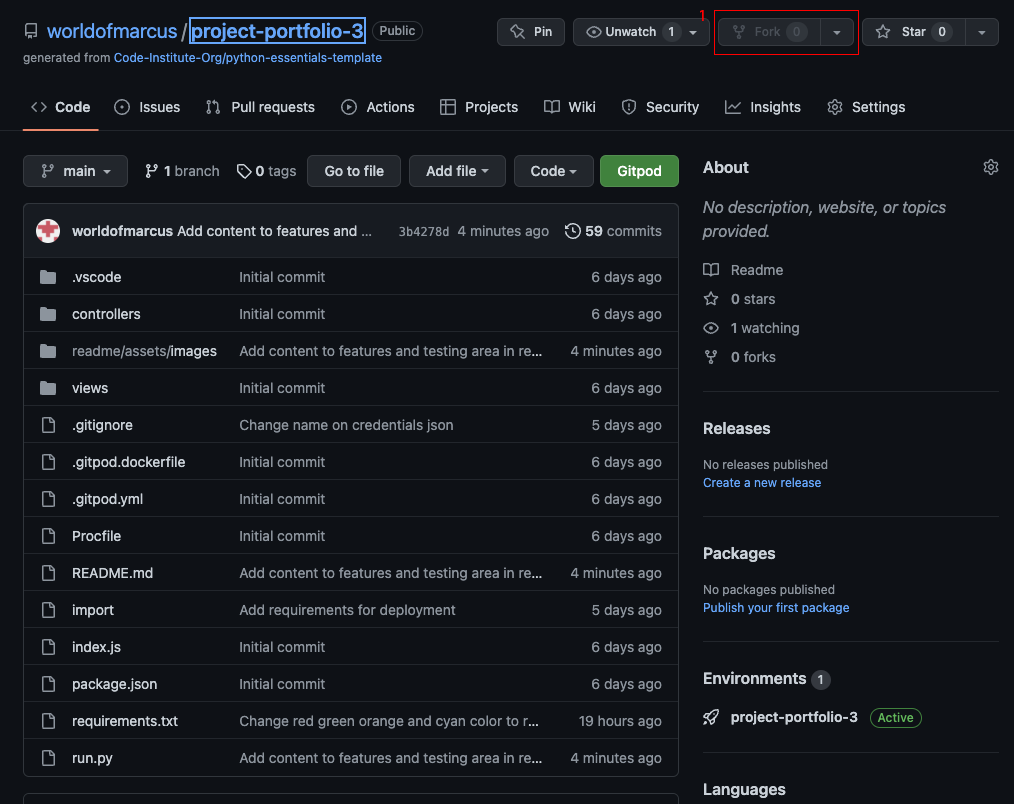 worldofmarcus / project-portfolio-3 Public
generated from Code-Institute-Org/python-essentials-template
Pin
Unwatch 1
1
Fork 0
Star 0
Code
Issues
Pull requests
Actions
Projects
Wiki
Security
Insights
Settings
main
1 branch
0 tags
Go to file
Add file
Code
Gitpod
worldofmarcus Add content to features and ... 3b4278d 4 minutes ago 59 commits
.vscode Initial commit 6 days ago
controllers Initial commit 6 days ago
readme/assets/images Add content to features and testing area in re... 4 minutes ago
views Initial commit 6 days ago
.gitignore Change name on credentials json 5 days ago
.gitpod.dockerfile Initial commit 6 days ago
.gitpod.yml Initial commit 6 days ago
Procfile Initial commit 6 days ago
README.md Add content to features and testing area in re... 4 minutes ago
import Add requirements for deployment 5 days ago
index.js Initial commit 6 days ago
package.json Initial commit 6 days ago
requirements.txt Change red green orange and cyan color to r... 19 hours ago
run.py Add content to features and testing area in re... 4 minutes ago
About
No description, website, or topics
provided.
Readme
0 stars
1 watching
0 forks
Releases
No releases published
Create a new release
Packages
No packages published
Publish your first package
Environments 1
project-portfolio-3 Active
Languages